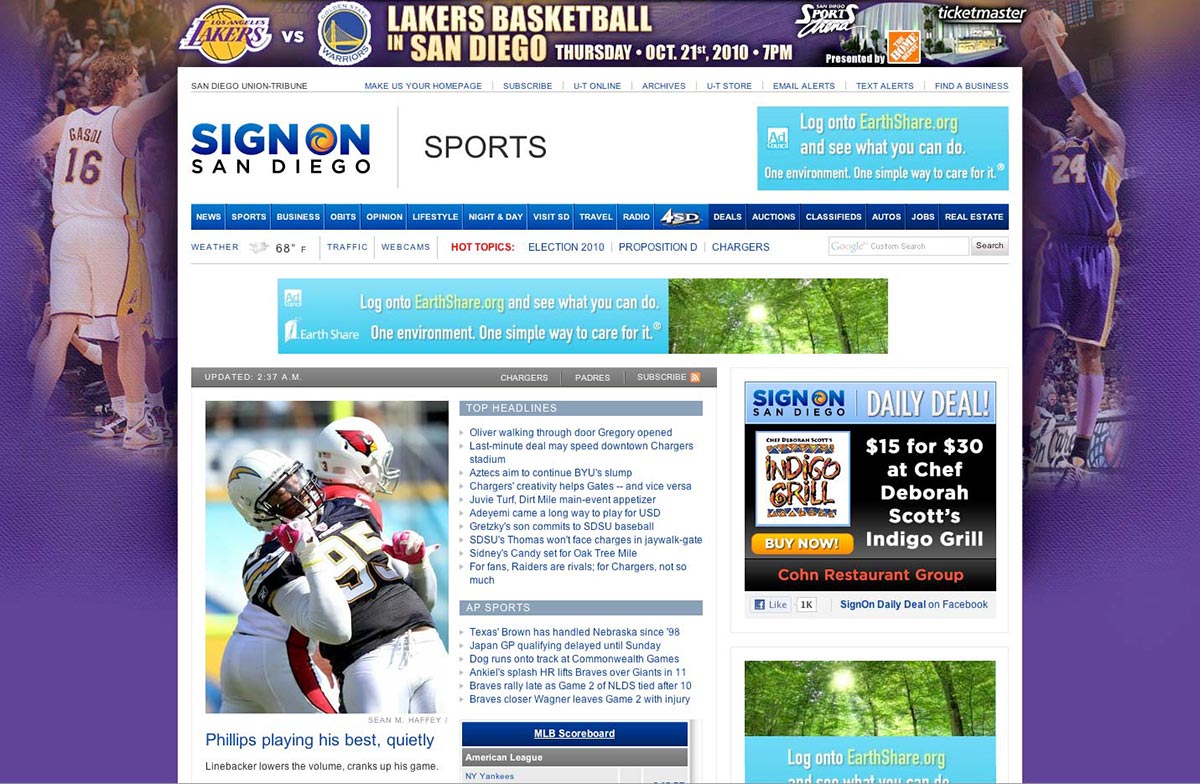 LOS ANGELES
LAKERS
VS
GOLDEN STATE
WARRIORS
LAKERS BASKETBALL
IN SAN DIEGO THURSDAY • OCT. 21st, 2010 • 7PM
SAN DIEGO
SPORTS
Arena
ticketmaster
Presented by
THE HOME DEPOT
GASOL
16
24
SAN DIEGO UNION-TRIBUNE
MAKE US YOUR HOMEPAGE
SUBSCRIBE
U-T ONLINE
ARCHIVES
U-T STORE
EMAIL ALERTS
TEXT ALERTS
FIND A BUSINESS
SIGN ON
SAN DIEGO
SPORTS
Ad
COUNCIL
Log onto EarthShare.org
and see what you can do.
One environment. One simple way to care for it.®
NEWS
SPORTS
BUSINESS
OBITS
OPINION
LIFESTYLE
NIGHT & DAY
VISIT SD
TRAVEL
RADIO
4SD
DEALS
AUCTIONS
CLASSIFIEDS
AUTOS
JOBS
REAL ESTATE
WEATHER
68° F
TRAFFIC
WEBCAMS
HOT TOPICS:
ELECTION 2010
PROPOSITION D
CHARGERS
Google™ Custom Search
Search
Ad
COUNCIL
Earth Share
Log onto EarthShare.org and see what you can do.
One environment. One simple way to care for it.®
UPDATED: 2:37 A.M.
CHARGERS
PADRES
SUBSCRIBE
3
95
SEAN M. HAFFEY /
Phillips playing his best, quietly
Linebacker lowers the volume, cranks up his game.
TOP HEADLINES
Oliver walking through door Gregory opened
Last-minute deal may speed downtown Chargers
stadium
Aztecs aim to continue BYU's slump
Chargers' creativity helps Gates -- and vice versa
Juvie Turf, Dirt Mile main-event appetizer
Adeyemi came a long way to play for USD
Gretzky's son commits to SDSU baseball
SDSU's Thomas won't face charges in jaywalk-gate
Sidney's Candy set for Oak Tree Mile
For fans, Raiders are rivals; for Chargers, not so
much
AP SPORTS
Texas' Brown has handled Nebraska since '98
Japan GP qualifying delayed until Sunday
Dog runs onto track at Commonwealth Games
Ankiel's splash HR lifts Braves over Giants in 11
Braves rally late as Game 2 of NLDS tied after 10
Braves closer Wagner leaves Game 2 with injury
MLB Scoreboard
American League
NY Yankees
SIGN ON
SAN DIEGO
DAILY DEAL!
CHEF DEBORAH SCOTT'S
INDIGO
GRILL
BUY NOW!
$15 for $30
at Chef
Deborah
Scott's
Indigo Grill
Cohn Restaurant Group
Like
1K
SignOn Daily Deal on Facebook
Log onto EarthShare.org
and see what you can do.